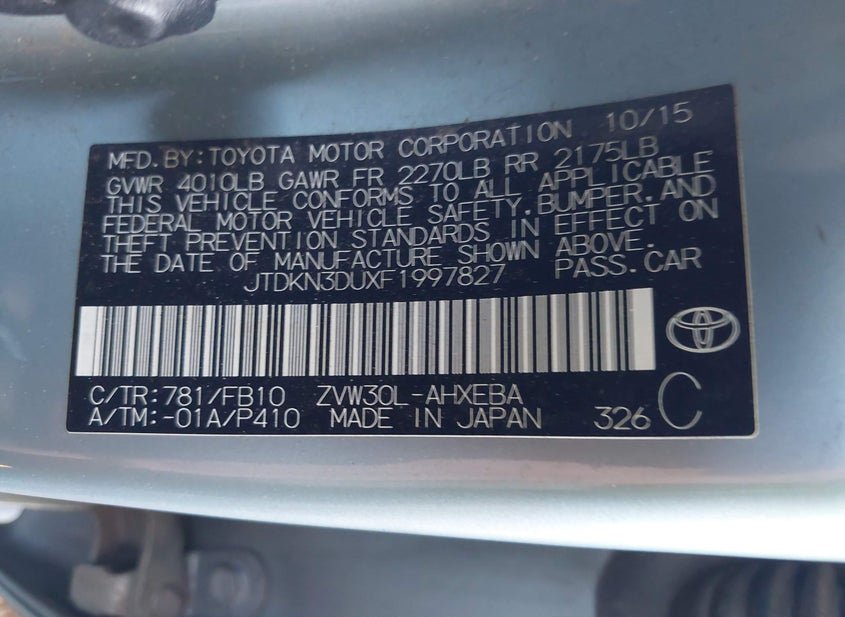 MFD. BY: TOYOTA MOTOR CORPORATION 10/15
GVWR 4010LB GAWR FR 2270LB RR 2175LB
THIS VEHICLE CONFORMS TO ALL APPLICABLE
FEDERAL MOTOR VEHICLE SAFETY, BUMPER, AND
THEFT PREVENTION STANDARDS IN EFFECT ON
THE DATE OF MANUFACTURE SHOWN ABOVE.
JTDKN3DUXF1997827 PASS. CAR
C/TR: 781/FB10 ZVW30L-AHXEBA C
A/TM: -01A/P410 MADE IN JAPAN 326